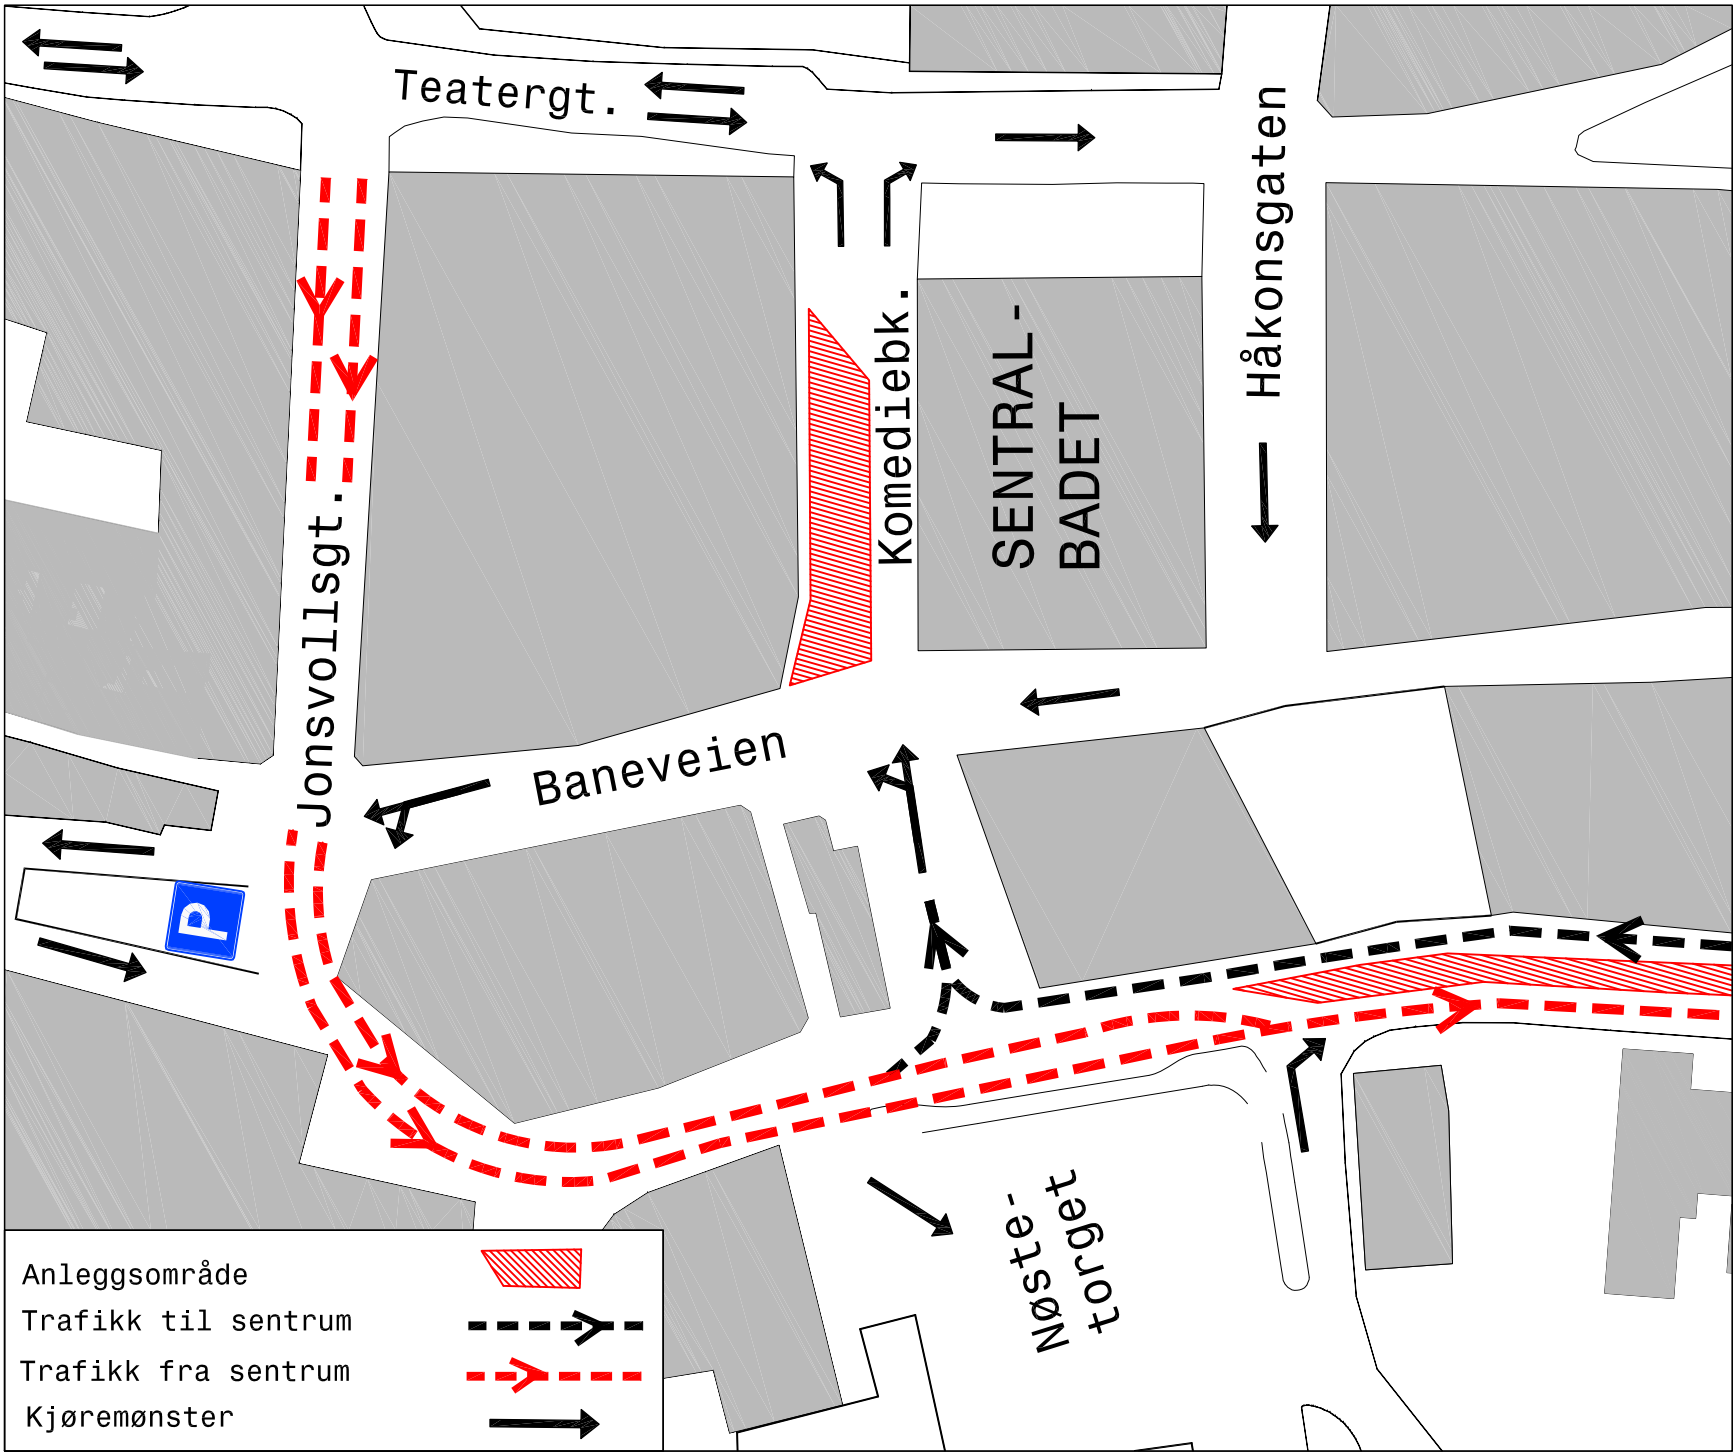 Teatergt.
Håkonsgaten
Komediebk.
SENTRAL-
BADET
Jonsvollsgt.
Baneveien
P
Nøste-
torget
Anleggsområde
Trafikk til sentrum
Trafikk fra sentrum
Kjøremønster